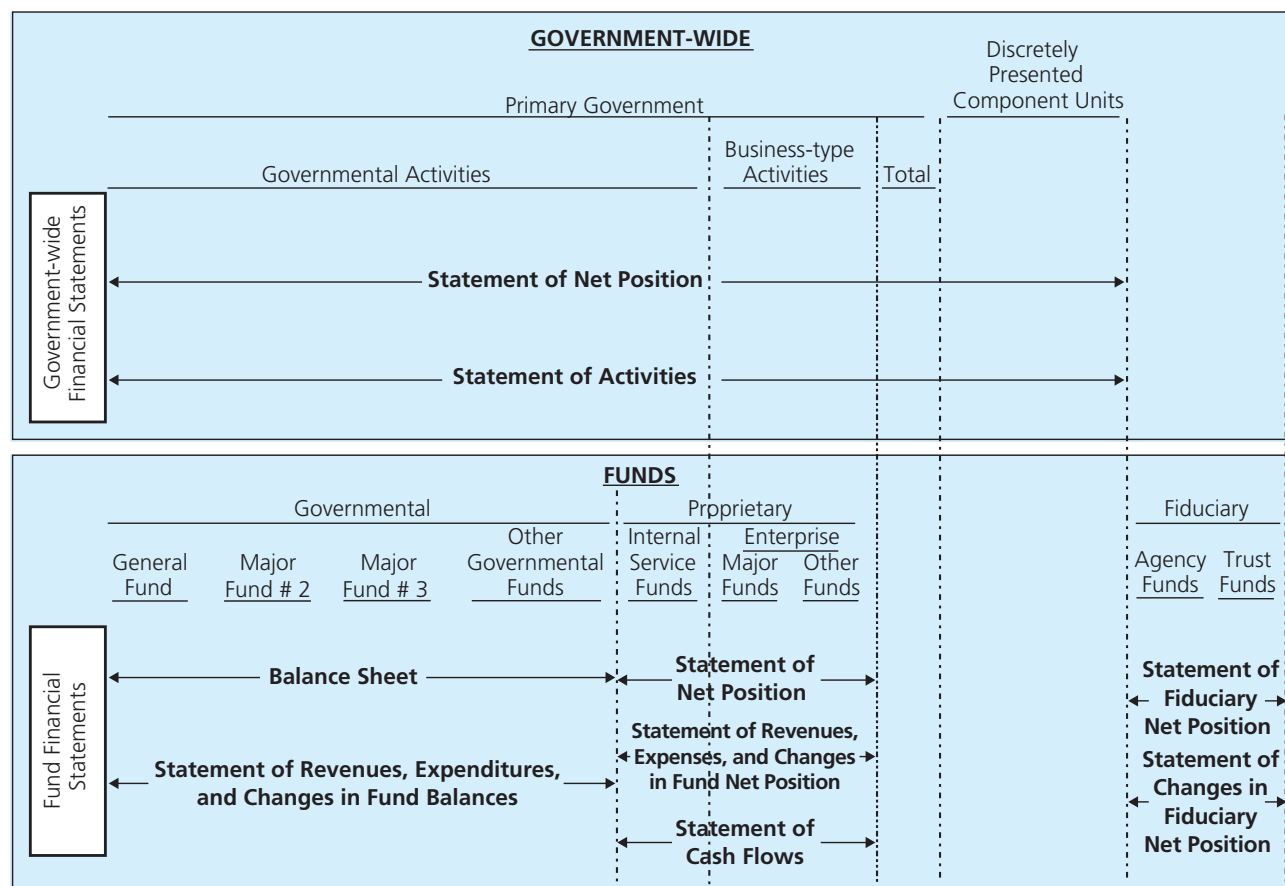 GOVERNMENT-WIDE
Discretely
Presented
Component Units
Primary Government
Governmental Activities
Business-type
Activities
Total
Government-wide
Financial Statements
Statement of Net Position
Statement of Activities
FUNDS
Governmental
Proprietary
Fiduciary
General
Fund
Major
Fund # 2
Major
Fund # 3
Other
Governmental
Funds
Internal
Service
Funds
Enterprise
Major
Funds
Other
Funds
Agency
Funds
Trust
Funds
Fund Financial
Statements
Balance Sheet
Statement of
Net Position
Statement of
Fiduciary
Net Position
Statement of Revenues, Expenditures,
and Changes in Fund Balances
Statement of Revenues,
Expenses, and Changes
in Fund Net Position
Statement of
Changes in
Fiduciary
Net Position
Statement of
Cash Flows